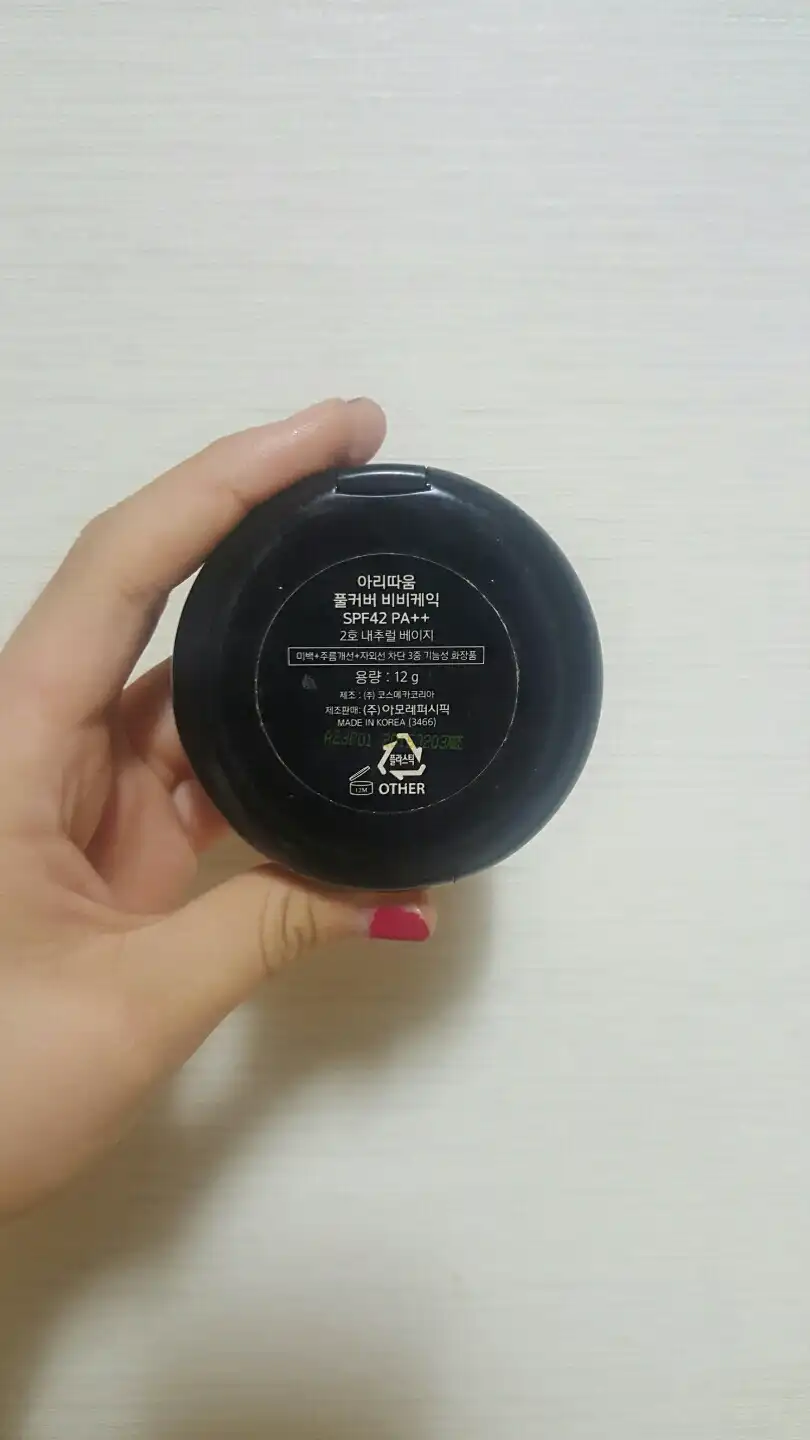 아리따움
풀커버 비비케익
SPF42 PA++
2호 내추럴 베이지
미백+주름개선+자외선 차단 3중 기능성 화장품
용량 : 12 g
제조 : (주) 코스메카코리아
제조판매: (주)아모레퍼시픽
MADE IN KOREA (3466)
플라스틱
12M OTHER